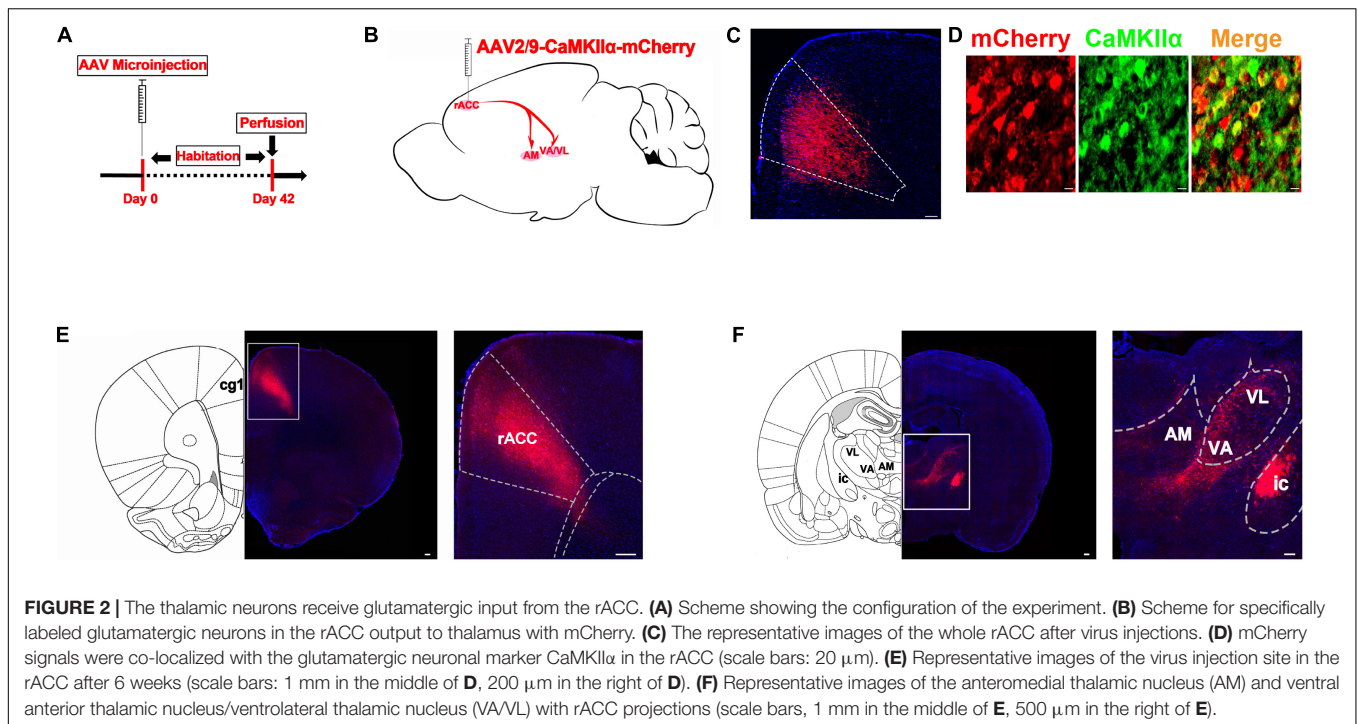 A
AAV Microinjection
Perfusion
Habitation
Day 0
Day 42
B
AAV2/9-CaMKIIα-mCherry
rACC
AM
VA/VL
C
D
mCherry
CaMKIIα
Merge
E
cg1
rACC
F
VL
VA
AM
ic
VL
AM
VA
ic
FIGURE 2 | The thalamic neurons receive glutamatergic input from the rACC. (A) Scheme showing the configuration of the experiment. (B) Scheme for specifically
labeled glutamatergic neurons in the rACC output to thalamus with mCherry. (C) The representative images of the whole rACC after virus injections. (D) mCherry
signals were co-localized with the glutamatergic neuronal marker CaMKIIα in the rACC (scale bars: 20 μm). (E) Representative images of the virus injection site in the
rACC after 6 weeks (scale bars: 1 mm in the middle of D, 200 μm in the right of D). (F) Representative images of the anteromedial thalamic nucleus (AM) and ventral
anterior thalamic nucleus/ventrolateral thalamic nucleus (VA/VL) with rACC projections (scale bars, 1 mm in the middle of E, 500 μm in the right of E).